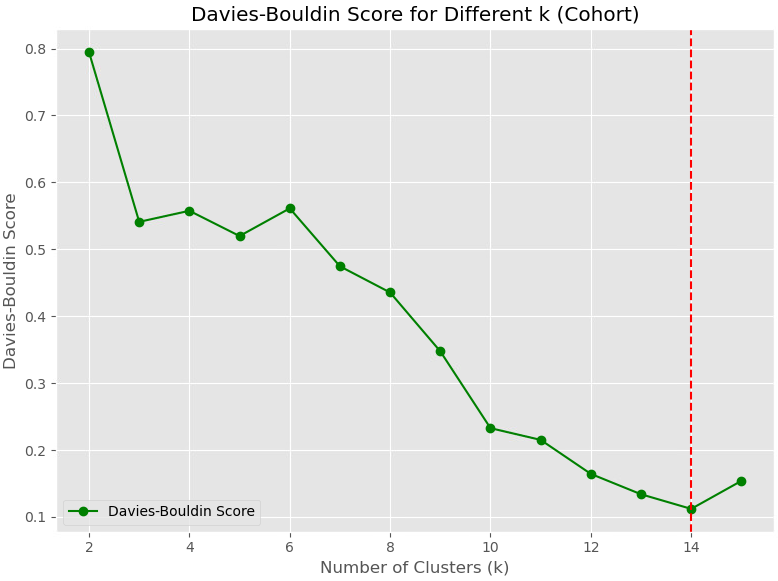 Davies-Bouldin Score for Different k (Cohort)
Davies-Bouldin Score
0.8
0.7
0.6
0.5
0.4
0.3
0.2
0.1
Davies-Bouldin Score
2 4 6 8 10 12 14
Number of Clusters (k)